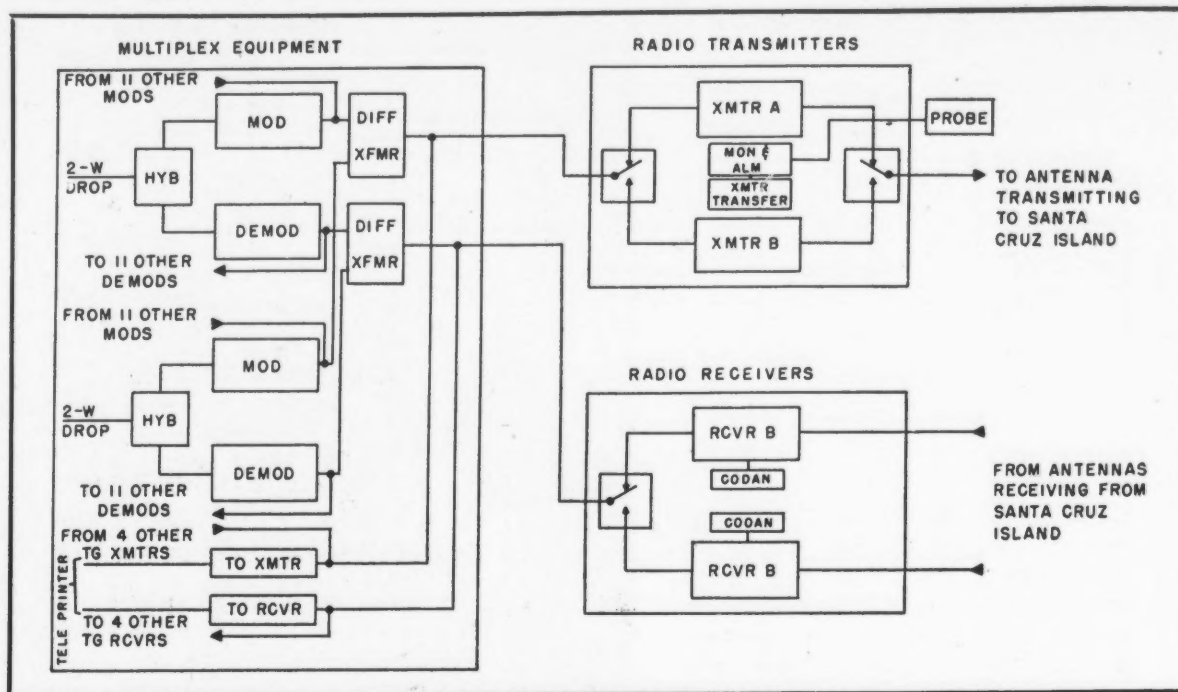 MULTIPLEX EQUIPMENT
FROM 11 OTHER
MODS
MOD
DIFF
XFMR
2-W
DROP
HYB
DEMOD
DIFF
XFMR
TO 11 OTHER
DEMODS
FROM 11 OTHER
MODS
MOD
2-W
DROP
HYB
DEMOD
TO 11 OTHER
DEMODS
FROM 4 OTHER
TG XMTRS
TO XMTR
TO RCVR
TO 4 OTHER
TG RCVRS
TELE PRINTER
RADIO TRANSMITTERS
XMTR A
MON &
ALM
XMTR
TRANSFER
XMTR B
PROBE
TO ANTENNA
TRANSMITTING
TO SANTA
CRUZ ISLAND
RADIO RECEIVERS
RCVR B
CODAN
CODAN
RCVR B
FROM ANTENNAS
RECEIVING FROM
SANTA CRUZ
ISLAND